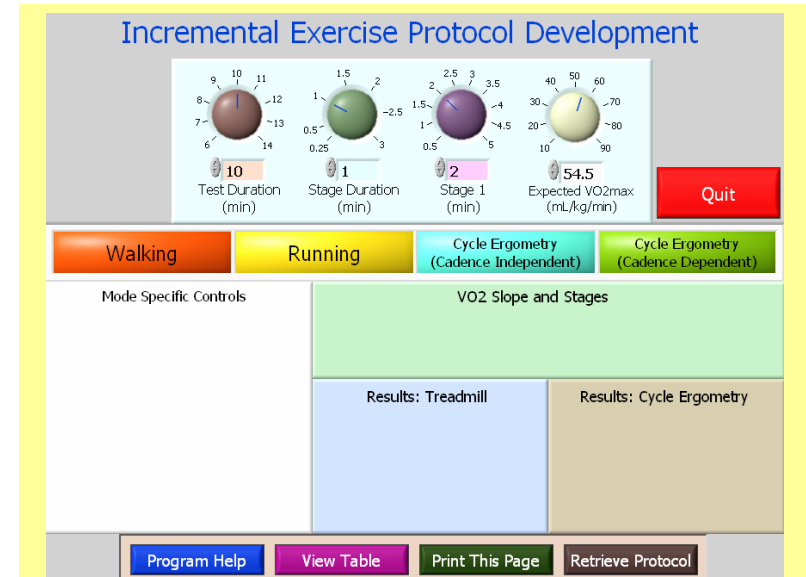 Incremental Exercise Protocol Development
6 7 8 9 10 11 12 13 14
0.25 0.5 1 1.5 2 2.5 3
0.5 1 1.5 2 2.5 3 3.5 4 4.5 5
10 20 30 40 50 60 70 80 90
10
1
2
54.5
Test Duration
(min)
Stage Duration
(min)
Stage 1
(min)
Expected VO2max
(mL/kg/min)
Quit
Walking
Running
Cycle Ergometry
(Cadence Independent)
Cycle Ergometry
(Cadence Dependent)
Mode Specific Controls
VO2 Slope and Stages
Results: Treadmill
Results: Cycle Ergometry
Program Help
View Table
Print This Page
Retrieve Protocol